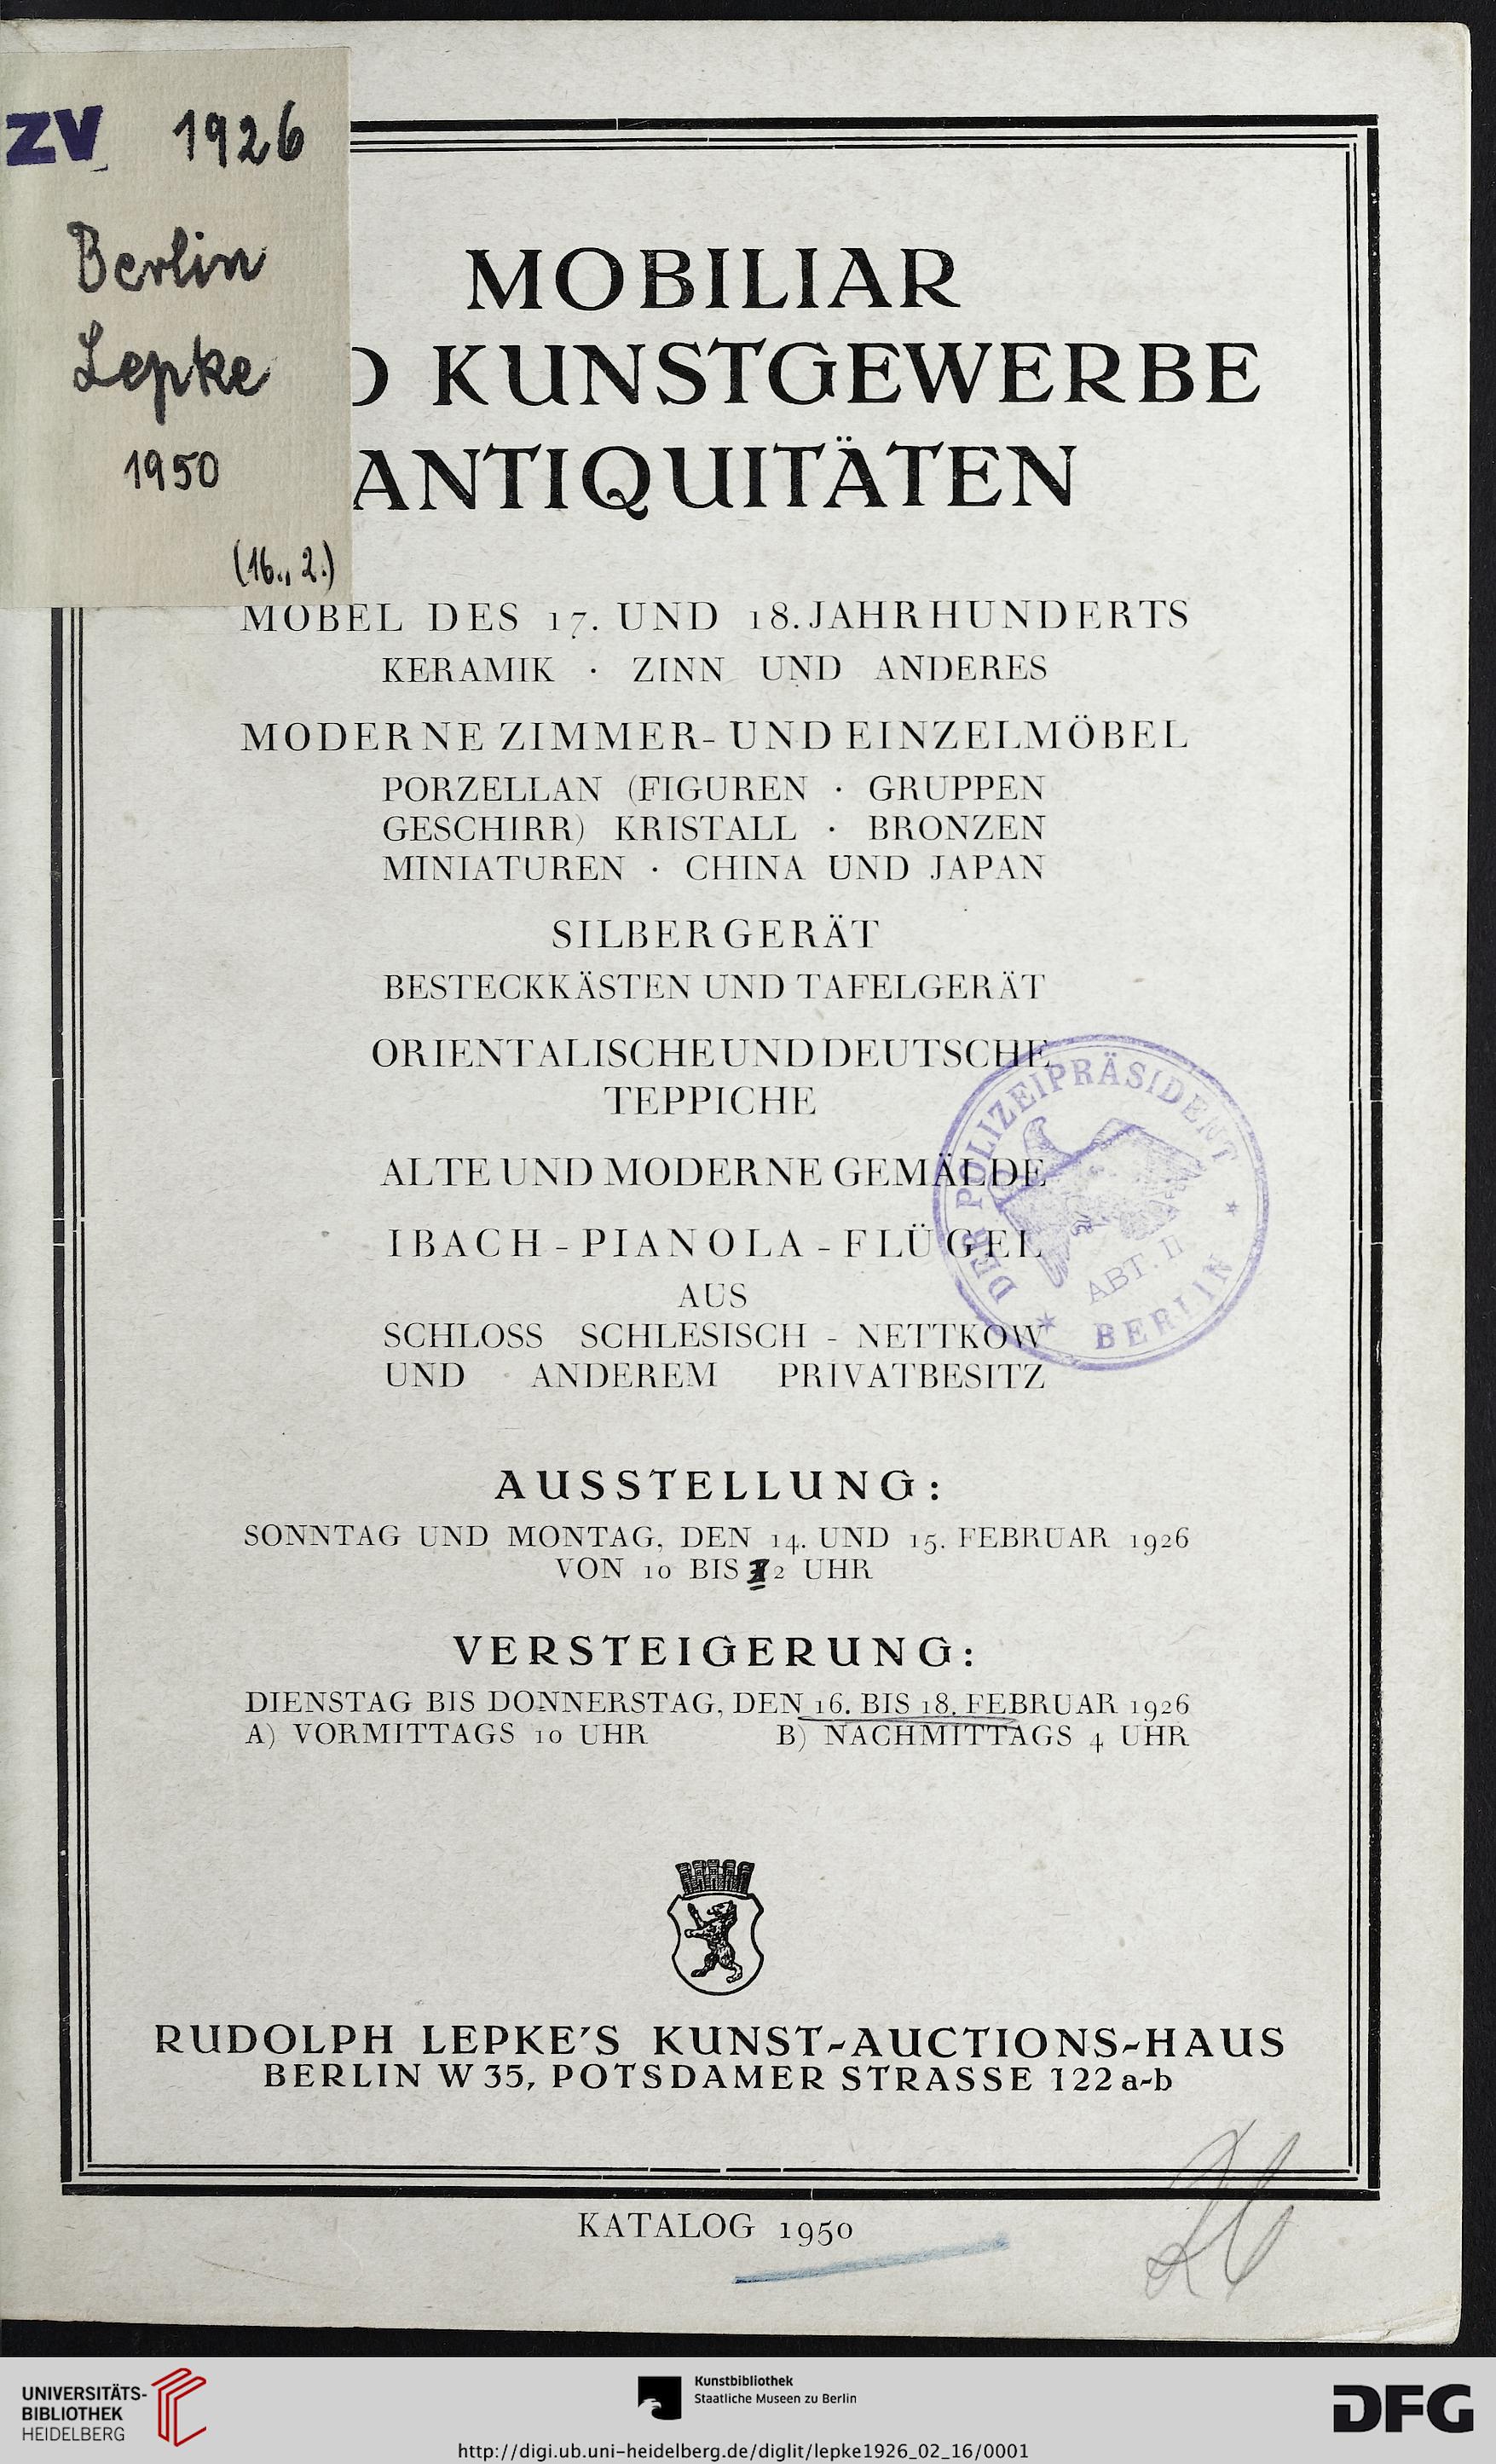 ZV 1926
Berlin
Lepke
1950
(16., 2.)
MOBILIAR
D KUNSTGEWERBE
ANTIQUITÄTEN
MÖBEL DES 17. UND 18. JAHRHUNDERTS
KERAMIK · ZINN UND ANDERES
MODERNE ZIMMER- UND EINZELMÖBEL
PORZELLAN (FIGUREN · GRUPPEN
GESCHIRR) KRISTALL · BRONZEN
MINIATUREN · CHINA UND JAPAN
SILBERGERÄT
BESTECKKÄSTEN UND TAFELGERÄT
ORIENTALISCHE UND DEUTSCHE
TEPPICHE
ALTE UND MODERNE GEMÄLDE
IBACH-PIANOLA-FLÜGEL
AUS
SCHLOSS SCHLESISCH - NETTKOW
UND ANDEREM PRIVATBESITZ
DER POLIZEIPRÄSIDENT
ABT. II
* BERLIN *
AUSSTELLUNG:
SONNTAG UND MONTAG, DEN 14. UND 15. FEBRUAR 1926
VON 10 BIS 2 UHR
VERSTEIGERUNG:
DIENSTAG BIS DONNERSTAG, DEN 16. BIS 18. FEBRUAR 1926
A) VORMITTAGS 10 UHR B) NACHMITTAGS 4 UHR
RUDOLPH LEPKE'S KUNST-AUCTIONS-HAUS
BERLIN W 35, POTSDAMER STRASSE 122 a-b
KATALOG 1950
UNIVERSITÄTS-
BIBLIOTHEK
HEIDELBERG
Kunstbibliothek
Staatliche Museen zu Berlin
DFG
http://digi.ub.uni-heidelberg.de/diglit/lepke1926_02_16/0001